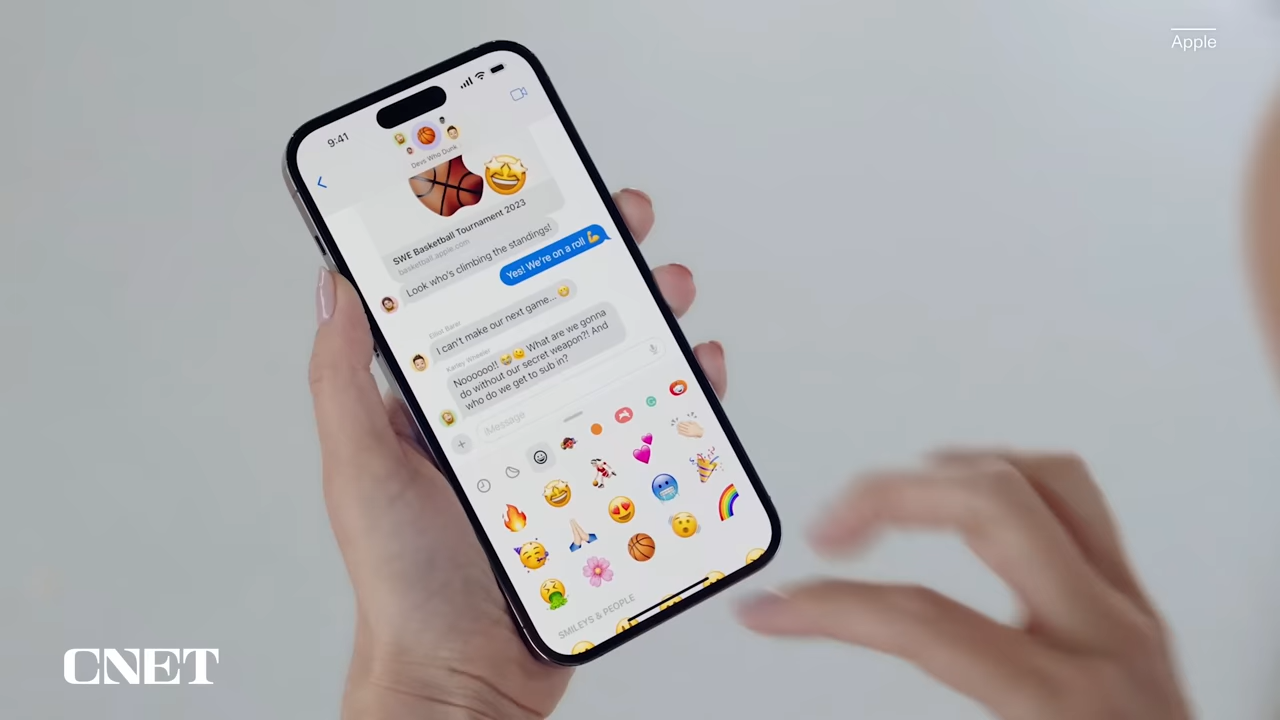 Apple
9:41
Devs Who Dunk
SWE Basketball Tournament 2023
basketball.apple.com
Look who's climbing the standings!
Yes! We're on a roll 💪
I can't make our next game...
Karley Wheeler
Noooooo!! 😭 What are we gonna
do without our secret weapon?! And
who do we get to sub in?
Message
SMILEYS & PEOPLE
CNET